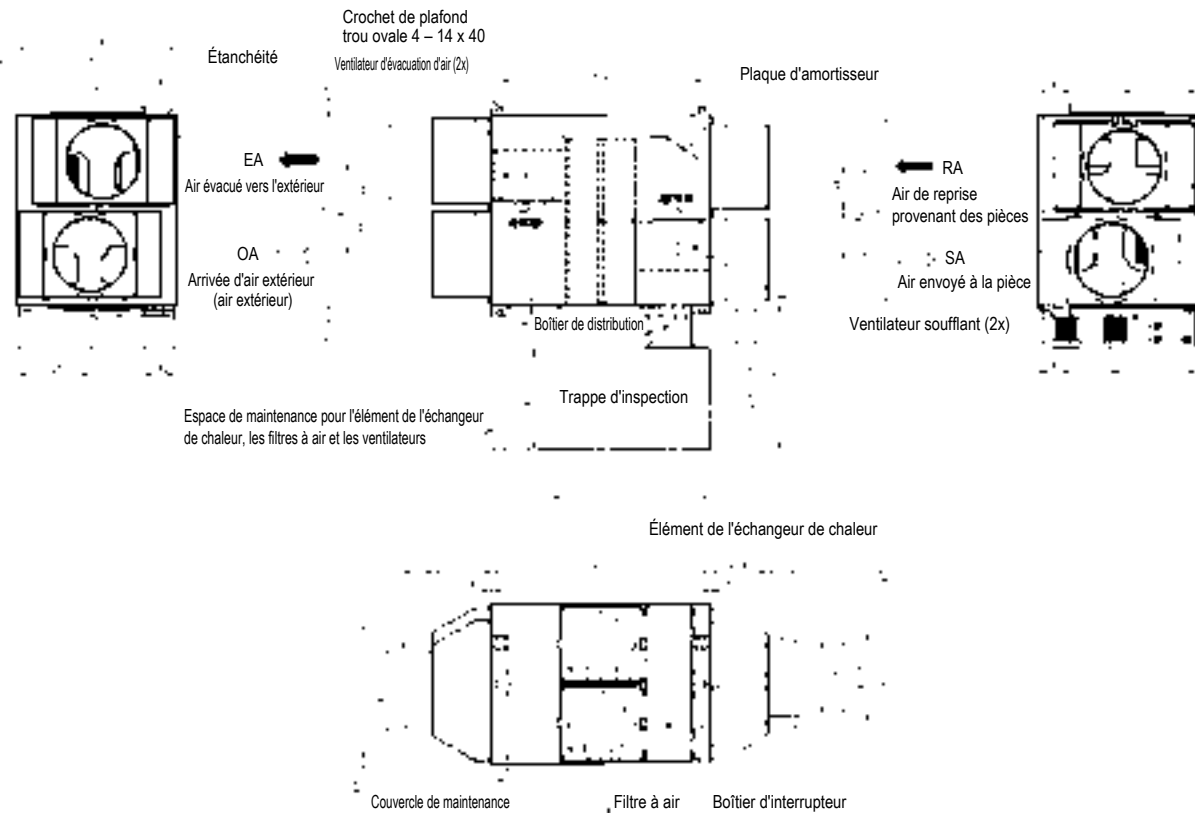 Crochet de plafond
trou ovale 4 – 14 x 40
Étanchéité
Ventilateur d'évacuation d'air (2x)
Plaque d'amortisseur
EA
Air évacué vers l'extérieur
RA
Air de reprise
provenant des pièces
OA
Arrivée d'air extérieur
(air extérieur)
SA
Air envoyé à la pièce
Boîtier de distribution
Ventilateur soufflant (2x)
Trappe d'inspection
Espace de maintenance pour l'élément de l'échangeur
de chaleur, les filtres à air et les ventilateurs
Élément de l'échangeur de chaleur
Couvercle de maintenance
Filtre à air
Boîtier d'interrupteur